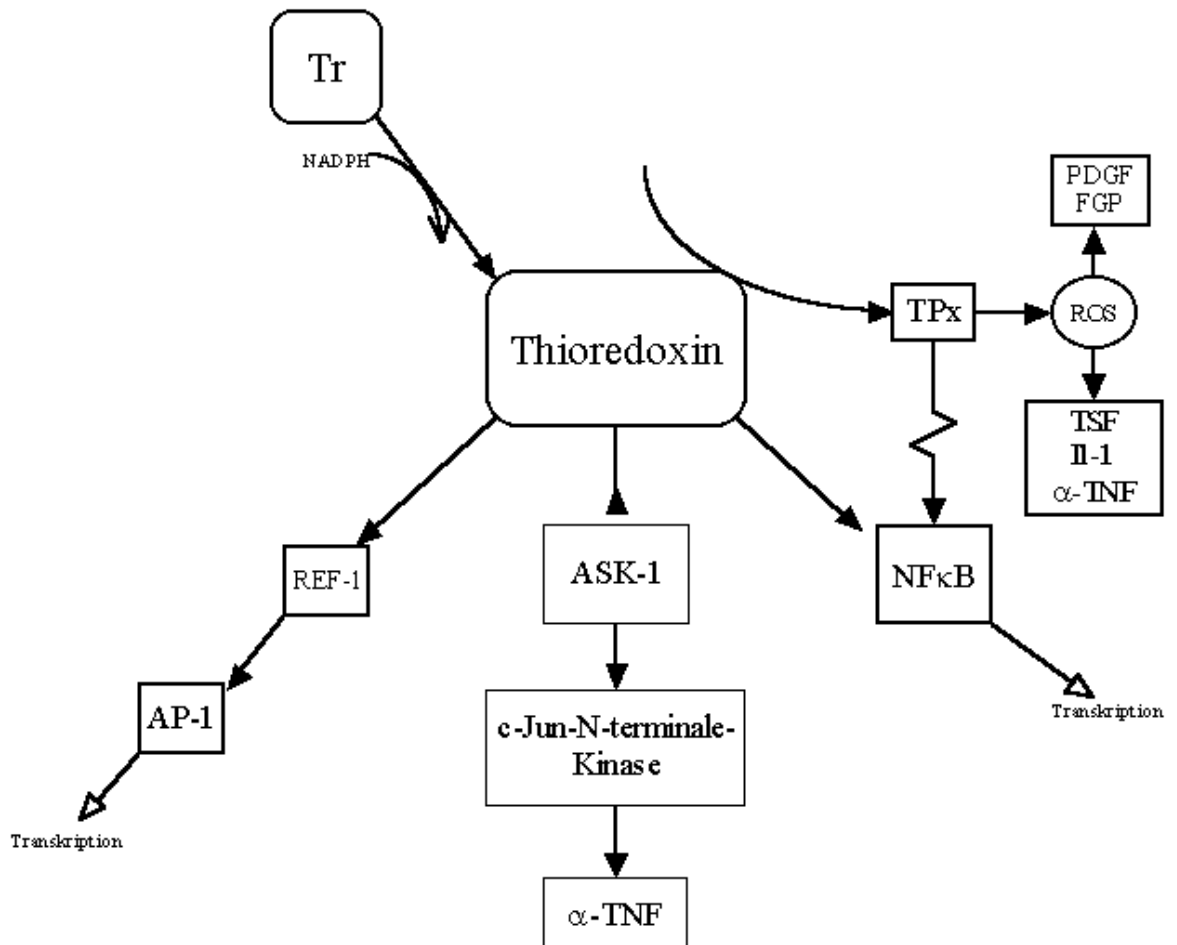 Tr
NADPH
PDGF
FGP
TPx
ROS
Thioredoxin
TSF
Il-1
α-TNF
REF-1
ASK-1
NFκB
AP-1
c-Jun-N-terminale-
Kinase
Transkription
Transkription
α-TNF